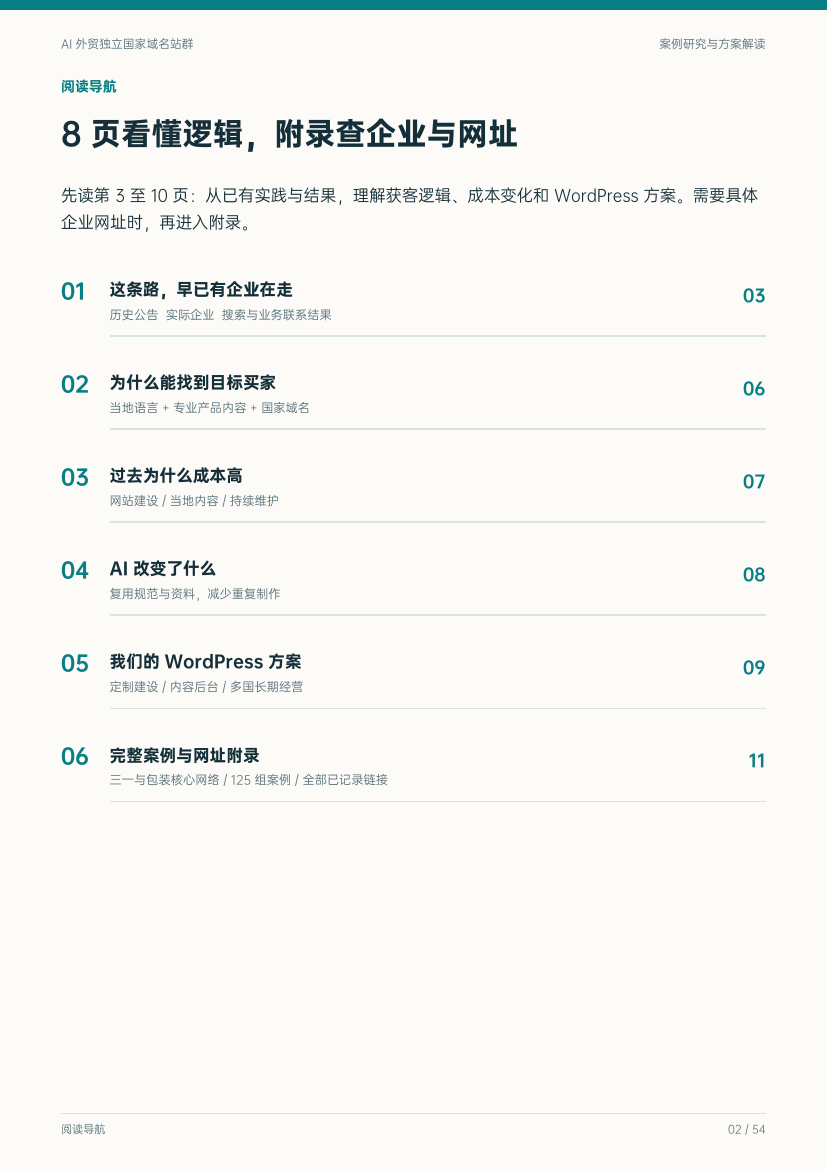 AI 外贸独立国家域名站群
案例研究与方案解读
阅读导航
8 页看懂逻辑，附录查企业与网址
先读第 3 至 10 页：从已有实践与结果，理解获客逻辑、成本变化和 WordPress 方案。需要具体
企业网址时，再进入附录。
01 这条路，早已有企业在走 03
历史公告 实际企业 搜索与业务联系结果
02 为什么能找到目标买家 06
当地语言 + 专业产品内容 + 国家域名
03 过去为什么成本高 07
网站建设 / 当地内容 / 持续维护
04 AI 改变了什么 08
复用规范与资料，减少重复制作
05 我们的 WordPress 方案 09
定制建设 / 内容后台 / 多国长期经营
06 完整案例与网址附录 11
三一与包装核心网络 / 125 组案例 / 全部已记录链接
阅读导航
02 / 54